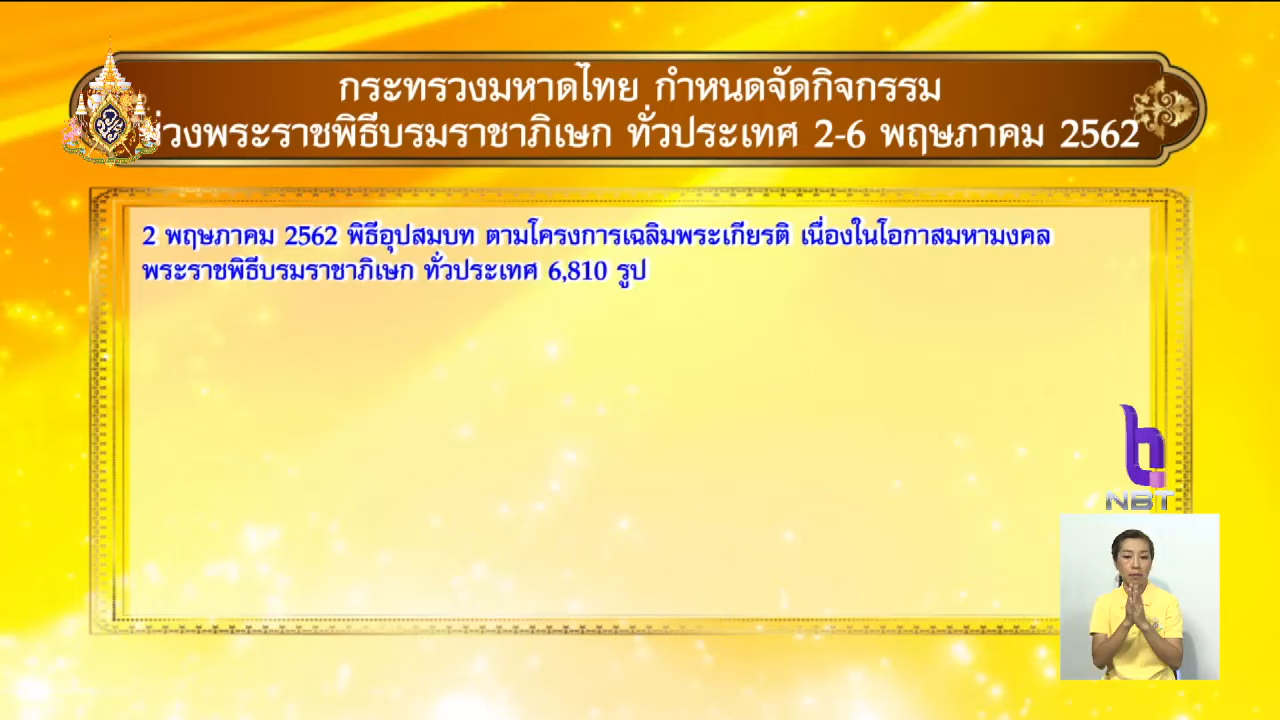 กระทรวงมหาดไทย กำหนดจัดกิจกรรม
ช่วงพระราชพิธีบรมราชาภิเษก ทั่วประเทศ 2-6 พฤษภาคม 2562
2 พฤษภาคม 2562 พิธีอุปสมบท ตามโครงการเฉลิมพระเกียรติ เนื่องในโอกาสมหามงคล
พระราชพิธีบรมราชาภิเษก ทั่วประเทศ 6,810 รูป
NBT